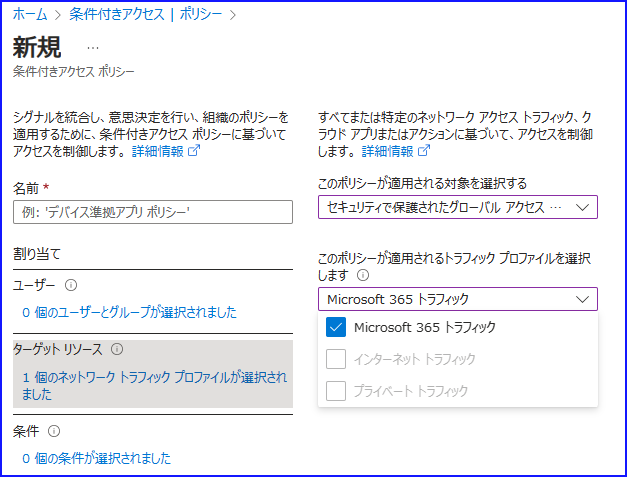 ホーム > 条件付きアクセス | ポリシー >
新規 …
条件付きアクセス ポリシー
シグナルを統合し、意思決定を行い、組織のポリシーを
適用するために、条件付きアクセス ポリシーに基づいて
アクセスを制御します。 詳細情報
名前 *
例: 'デバイス準拠アプリ ポリシー'
割り当て
ユーザー
0 個のユーザーとグループが選択されました
ターゲット リソース
1 個のネットワーク トラフィック プロファイルが選択され
ました
条件
0 個の条件が選択されました
すべてまたは特定のネットワーク アクセス トラフィック、ク
ラウド アプリまたはアクションに基づいて、アクセスを制御
します。 詳細情報
このポリシーが適用される対象を選択する
セキュリティで保護されたグローバル アクセス …
このポリシーが適用されるトラフィック プロファイルを選択
します
Microsoft 365 トラフィック
Microsoft 365 トラフィック
インターネット トラフィック
プライベート トラフィック